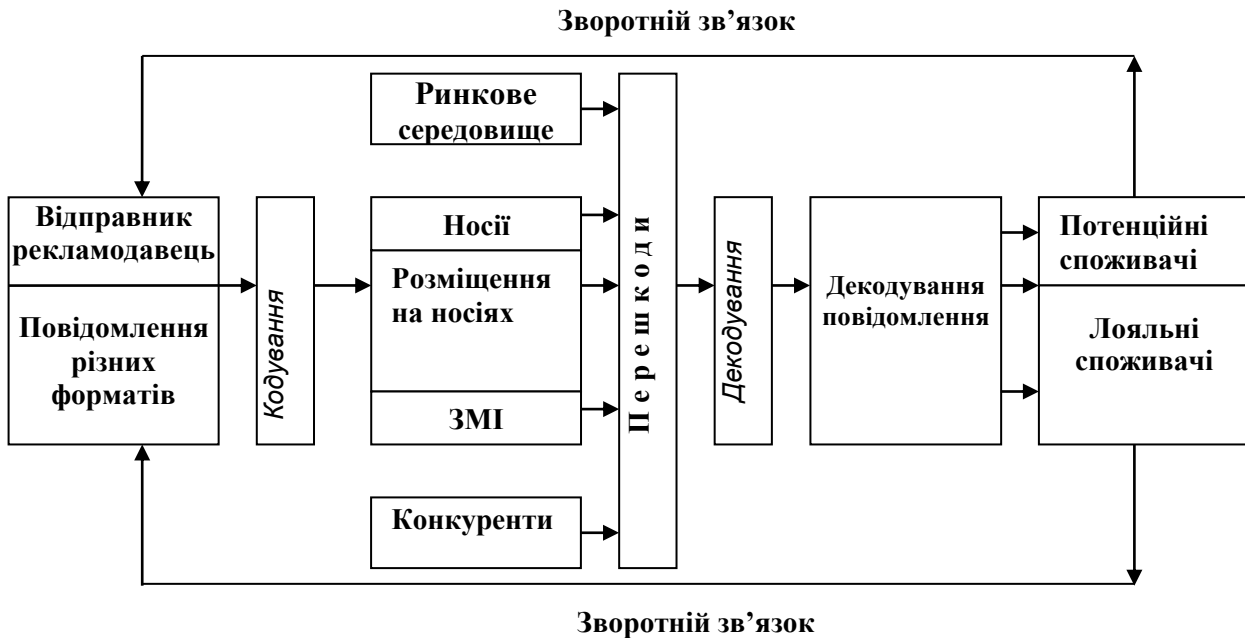 Зворотній зв’язок
Ринкове
середовище
Відправник
рекламодавець
Повідомлення
різних
форматів
Кодування
Носії
Розміщення
на носіях
ЗМІ
Конкуренти
Перешкоди
Декодування
Декодування
повідомлення
Потенційні
споживачі
Лояльні
споживачі
Зворотній зв’язок